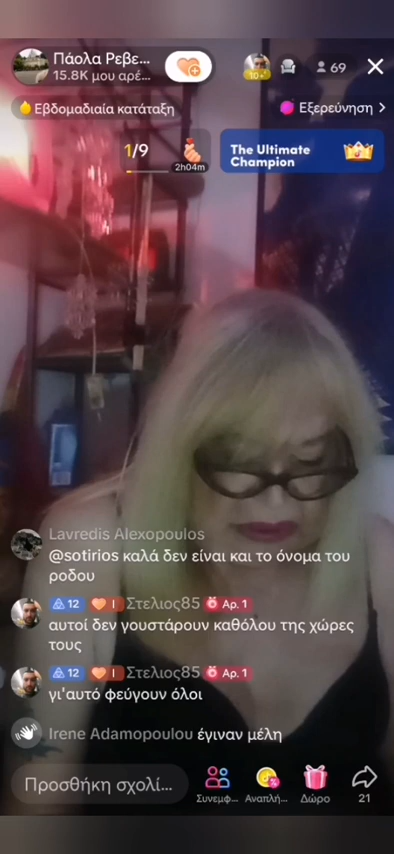 Πάολα Ρεβε...
15.8K μου αρέ...
10+
69
Εβδομαδιαία κατάταξη
Εξερεύνηση >
1/9
2h04m
The Ultimate
Champion
Lavredis Alexopoulos
@sotirios καλά δεν είναι και το όνομα του
ροδου
12 I Στελιος85 Αρ. 1
αυτοί δεν γουστάρουν καθόλου της χώρες
τους
12 I Στελιος85 Αρ. 1
γι'αυτό φεύγουν όλοι
Irene Adamopoulou έγιναν μέλη
Προσθήκη σχολί...
Συνεμφ...
Αναπλή...
Δώρο
21